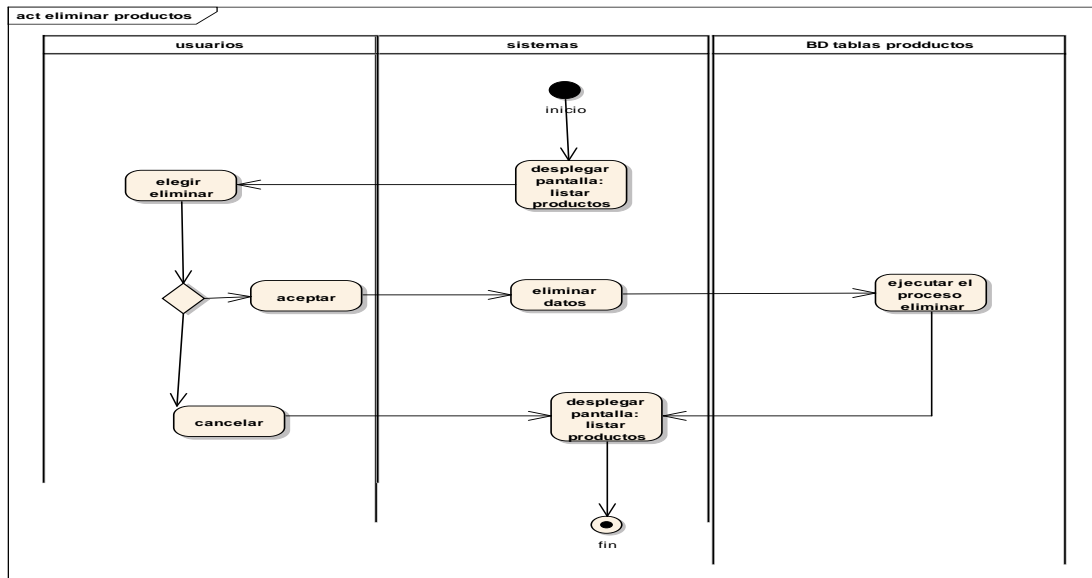 act eliminar productos
usuarios
sistemas
BD tablas prodductos
inicio
desplegar
pantalla:
listar
productos
elegir
eliminar
aceptar
eliminar
datos
ejecutar el
proceso
eliminar
cancelar
desplegar
pantalla:
listar
productos
fin